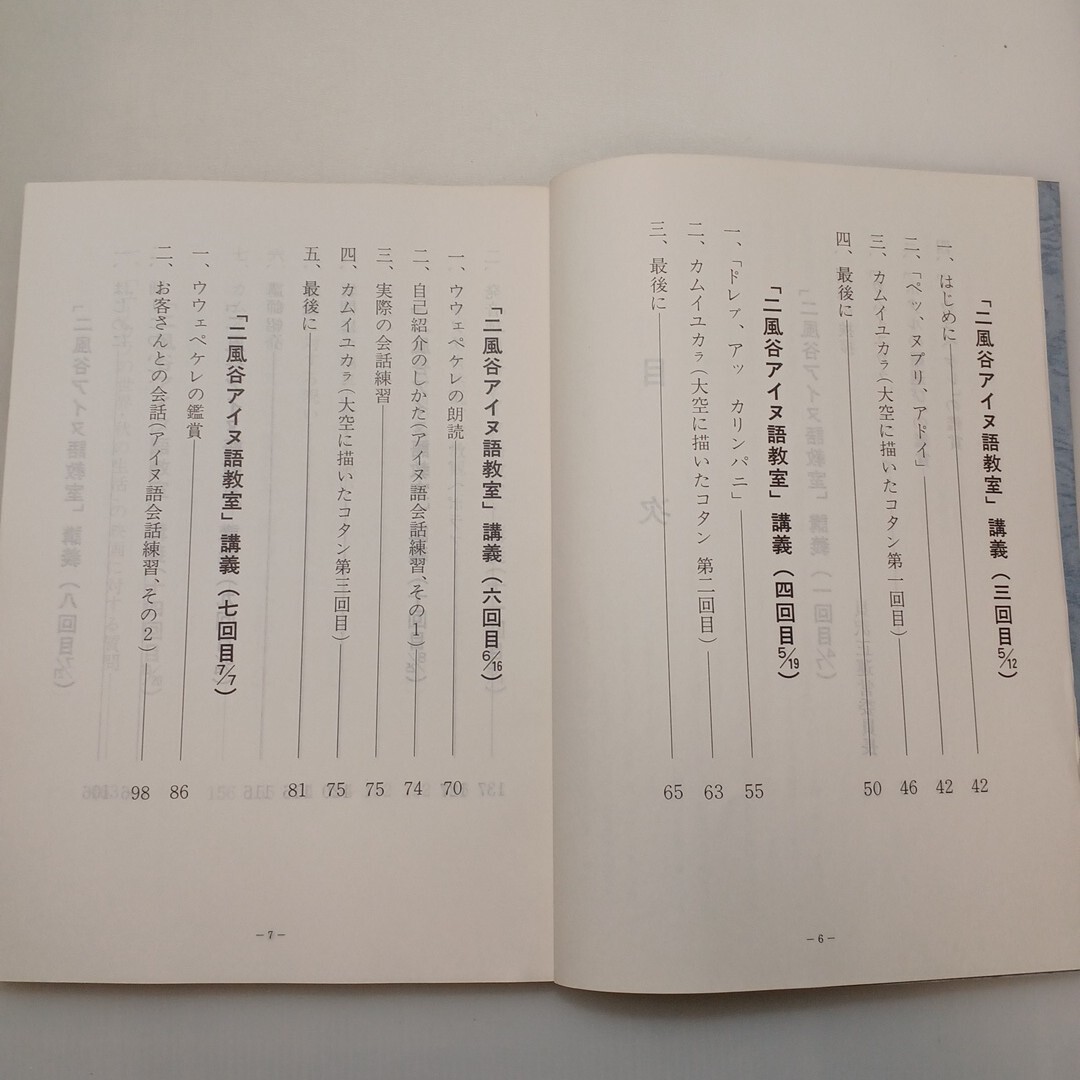 「二風谷アイヌ語教室」講義(三回目5/12)
一、はじめに 42
二、「ペッ、ヌプリ、アトイ」 42
三、カムイユカㇻ(大空に描いたコタン第一回目) 46
四、最後に 50
「二風谷アイヌ語教室」講義(四回目5/19)
一、「トレプ、アッ カリンパニ」 55
二、カムイユカㇻ(大空に描いたコタン 第二回目) 63
三、最後に 65
－6－
「二風谷アイヌ語教室」講義(六回目6/16)
一、ウウェペケレの朗読 70
二、自己紹介のしかた(アイヌ語会話練習、その1) 74
三、実際の会話練習 75
四、カムイユカㇻ(大空に描いたコタン第三回目) 75
五、最後に 81
「二風谷アイヌ語教室」講義(七回目7/7)
一、ウウェペケレの鑑賞 86
二、お客さんとの会話(アイヌ語会話練習、その2) 98
－7－